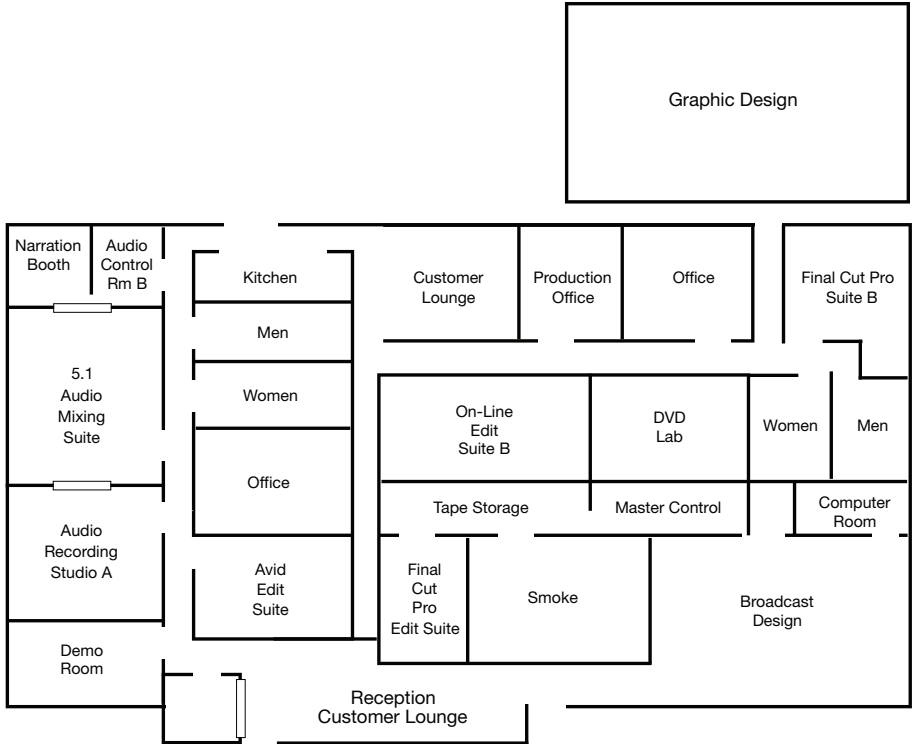 Graphic Design
Narration
Booth
Audio
Control
Rm B
Kitchen
Customer
Lounge
Production
Office
Office
Final Cut Pro
Suite B
Men
5.1
Audio
Mixing
Suite
Women
On-Line
Edit
Suite B
DVD
Lab
Women
Men
Office
Tape Storage
Master Control
Computer
Room
Audio
Recording
Studio A
Avid
Edit
Suite
Final
Cut
Pro
Edit Suite
Smoke
Broadcast
Design
Demo
Room
Reception
Customer Lounge